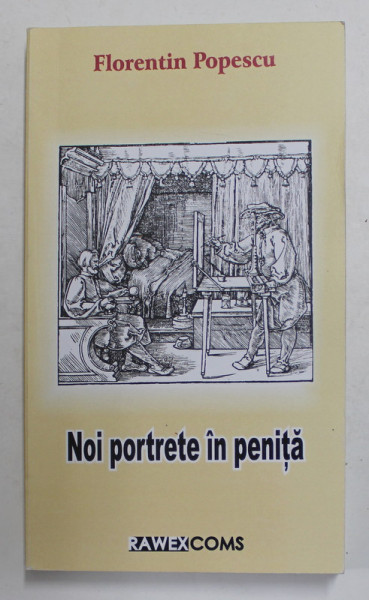 Florentin Popescu
Noi portrete în peniță
RAWEXCOMS